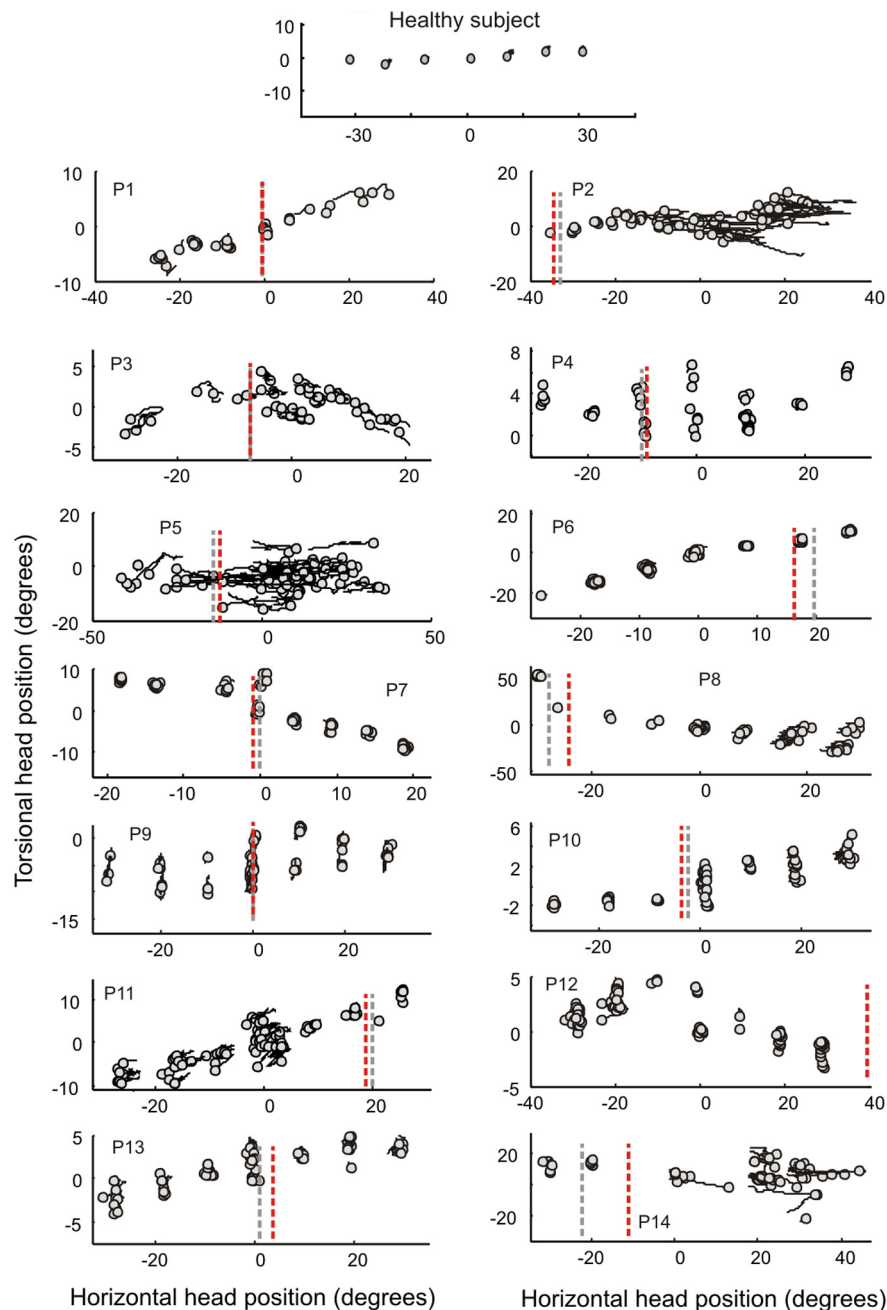 Healthy subject
10
0
-10
-30 0 30
P1
10
0
-10
-40 -20 0 20 40
P2
20
0
-20
-40 -20 0 20 40
P3
5
0
-5
-20 0 20
P4
8
4
0
-20 0 20
P5
20
0
-20
-50 0 50
P6
20
0
-20
-20 -10 0 10 20
P7
10
0
-10
-20 -10 0 10 20
P8
50
0
-50
-20 0 20
P9
0
-15
-20 0 20
P10
6
2
-2
-20 0 20
P11
10
0
-10
-20 0 20
P12
5
0
-5
-40 -20 0 20 40
P13
5
0
-5
-20 0 20
P14
20
-20
-20 0 20 40
Torsional head position (degrees)
Horizontal head position (degrees)
Horizontal head position (degrees)